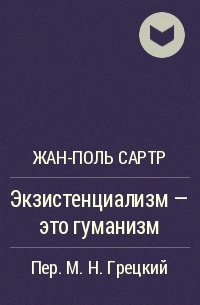 ЖАН-ПОЛЬ САРТР
Экзистенциализм —
это гуманизм
Пер. М. Н. Грецкий